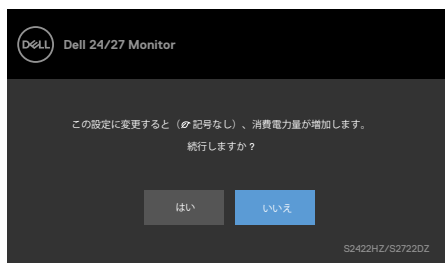 DELL
Dell 24/27 Monitor
この設定に変更すると（記号なし）、消費電力量が増加します。
続行しますか？
はい
いいえ
S2422HZ/S2722DZ